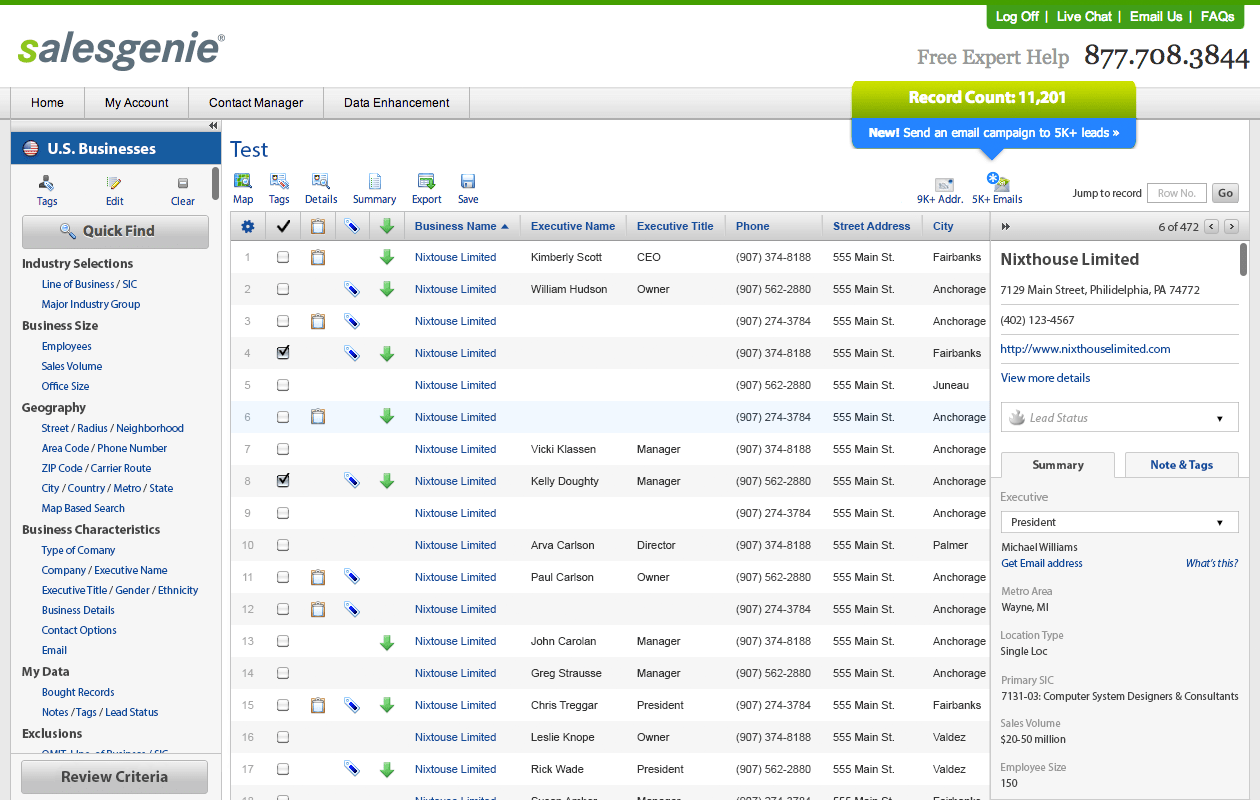 Log Off | Live Chat | Email Us | FAQs
salesgenie®
Free Expert Help 877.708.3844
Home My Account Contact Manager Data Enhancement
Record Count: 11,201
New! Send an email campaign to 5K+ leads »
U.S. Businesses
Tags Edit Clear
Quick Find
Industry Selections
Line of Business / SIC
Major Industry Group
Business Size
Employees
Sales Volume
Office Size
Geography
Street / Radius / Neighborhood
Area Code / Phone Number
ZIP Code / Carrier Route
City / Country / Metro / State
Map Based Search
Business Characteristics
Type of Comany
Company / Executive Name
Executive Title / Gender / Ethnicity
Business Details
Contact Options
Email
My Data
Bought Records
Notes / Tags / Lead Status
Exclusions
OMIT: Line of Business / SIC
Review Criteria
Test
Map Tags Details Summary Export Save
9K+ Addr. 5K+ Emails Jump to record Row No. Go
Business Name Executive Name Executive Title Phone Street Address City
1 Nixtouse Limited Kimberly Scott CEO (907) 374-8188 555 Main St. Fairbanks
2 Nixtouse Limited William Hudson Owner (907) 562-2880 555 Main St. Anchorage
3 Nixtouse Limited (907) 274-3784 555 Main St. Anchorage
4 Nixtouse Limited (907) 374-8188 555 Main St. Fairbanks
5 Nixtouse Limited (907) 562-2880 555 Main St. Juneau
6 Nixtouse Limited (907) 274-3784 555 Main St. Anchorage
7 Nixtouse Limited Vicki Klassen Manager (907) 374-8188 555 Main St. Anchorage
8 Nixtouse Limited Kelly Doughty Manager (907) 562-2880 555 Main St. Anchorage
9 Nixtouse Limited (907) 274-3784 555 Main St. Anchorage
10 Nixtouse Limited Arva Carlson Director (907) 374-8188 555 Main St. Palmer
11 Nixtouse Limited Paul Carlson Owner (907) 562-2880 555 Main St. Anchorage
12 Nixtouse Limited (907) 274-3784 555 Main St. Anchorage
13 Nixtouse Limited John Carolan Manager (907) 374-8188 555 Main St. Anchorage
14 Nixtouse Limited Greg Strausse Manager (907) 562-2880 555 Main St. Anchorage
15 Nixtouse Limited Chris Treggar President (907) 274-3784 555 Main St. Fairbanks
16 Nixtouse Limited Leslie Knope Owner (907) 374-8188 555 Main St. Valdez
17 Nixtouse Limited Rick Wade President (907) 562-2880 555 Main St. Valdez
6 of 472
Nixthouse Limited
7129 Main Street, Philidelphia, PA 74772
(402) 123-4567
http://www.nixthouselimited.com
View more details
Lead Status
Summary Note & Tags
Executive
President
Michael Williams
Get Email address What's this?
Metro Area
Wayne, MI
Location Type
Single Loc
Primary SIC
7131-03: Computer System Designers & Consultants
Sales Volume
$20-50 million
Employee Size
150